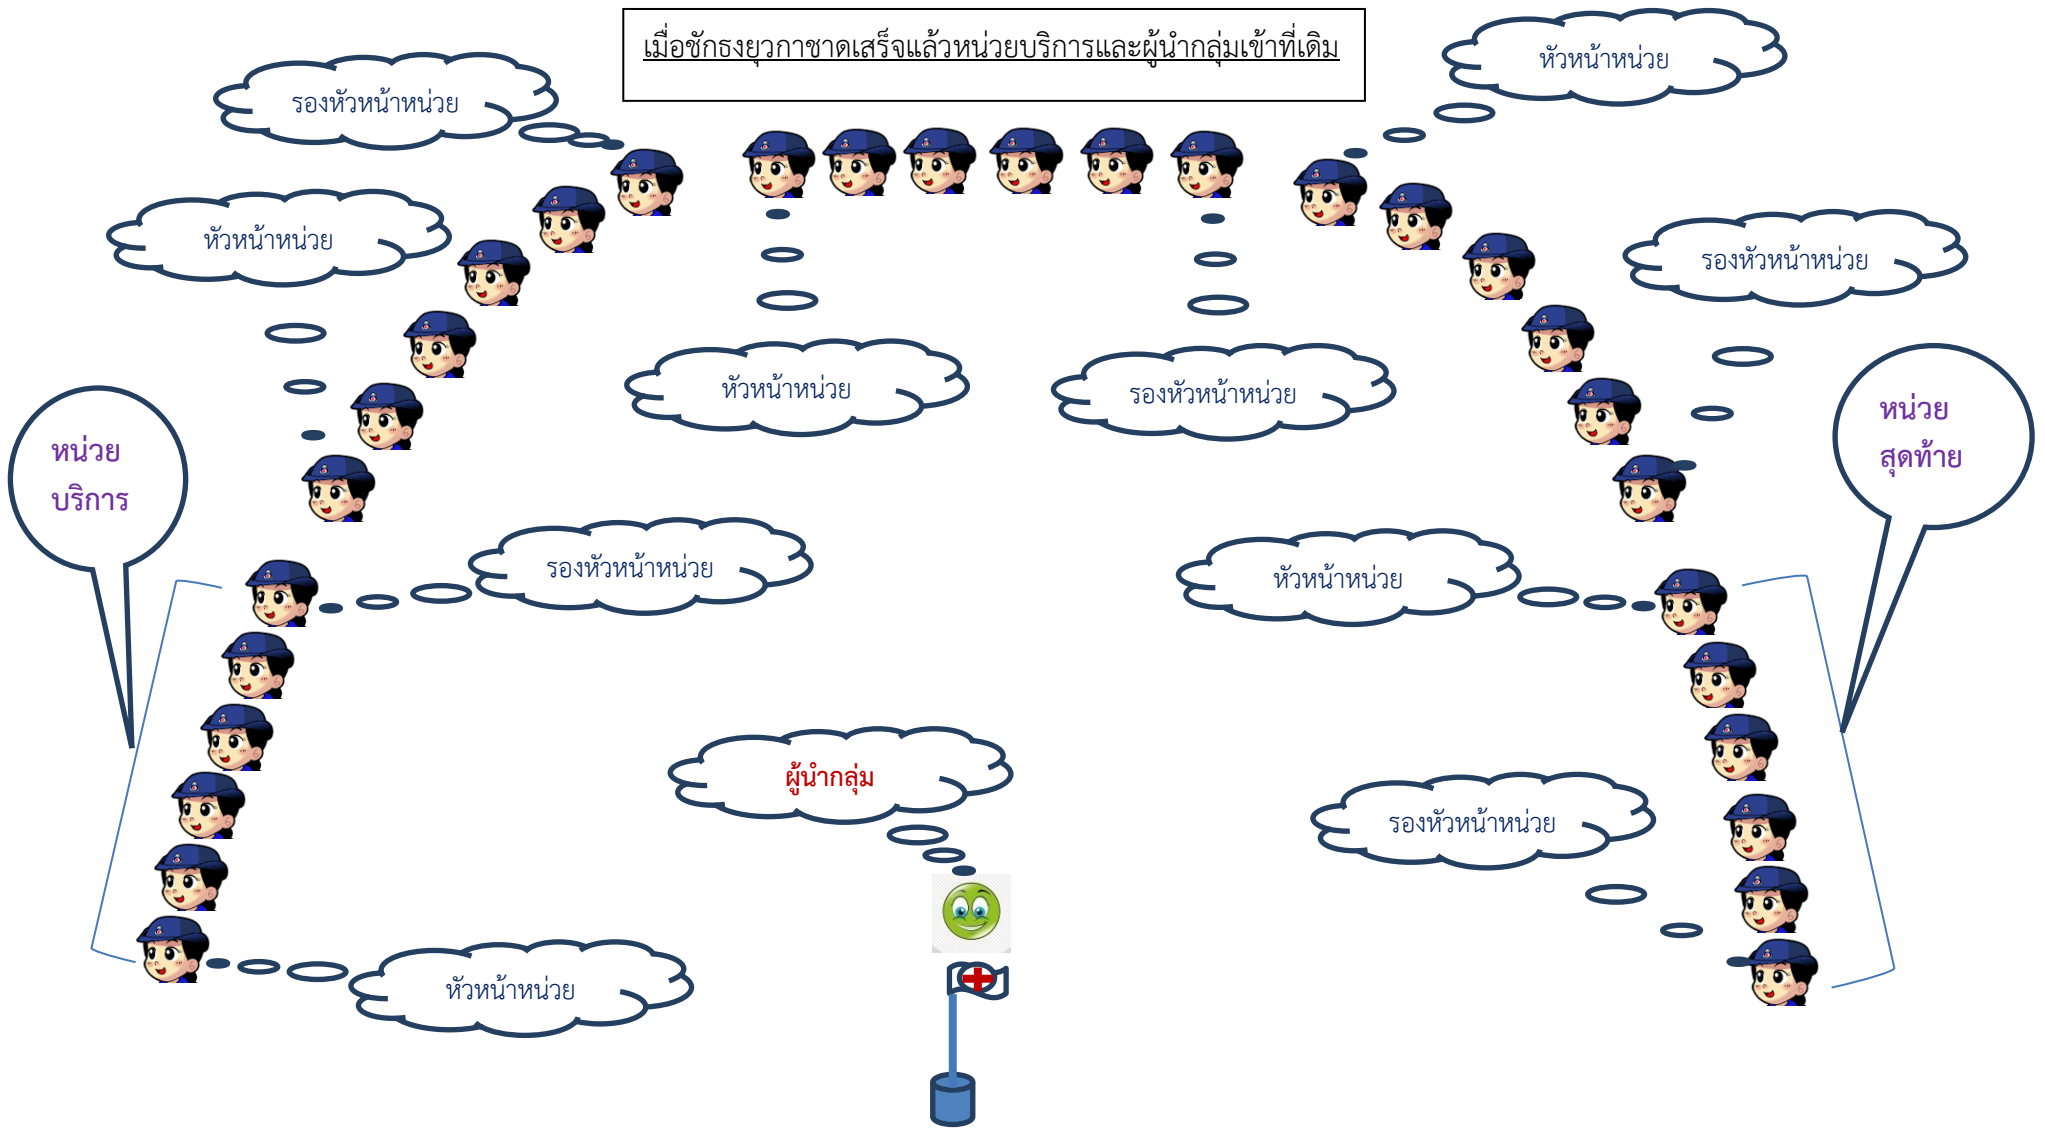 เมื่อชักธงยุวกาชาดเสร็จแล้วหน่วยบริการและผู้นำกลุ่มเข้าที่เดิม
หัวหน้าหน่วย
รองหัวหน้าหน่วย
หัวหน้าหน่วย
รองหัวหน้าหน่วย
หัวหน้าหน่วย
รองหัวหน้าหน่วย
หน่วย
บริการ
หน่วย
สุดท้าย
รองหัวหน้าหน่วย
หัวหน้าหน่วย
ผู้นำกลุ่ม
รองหัวหน้าหน่วย
หัวหน้าหน่วย